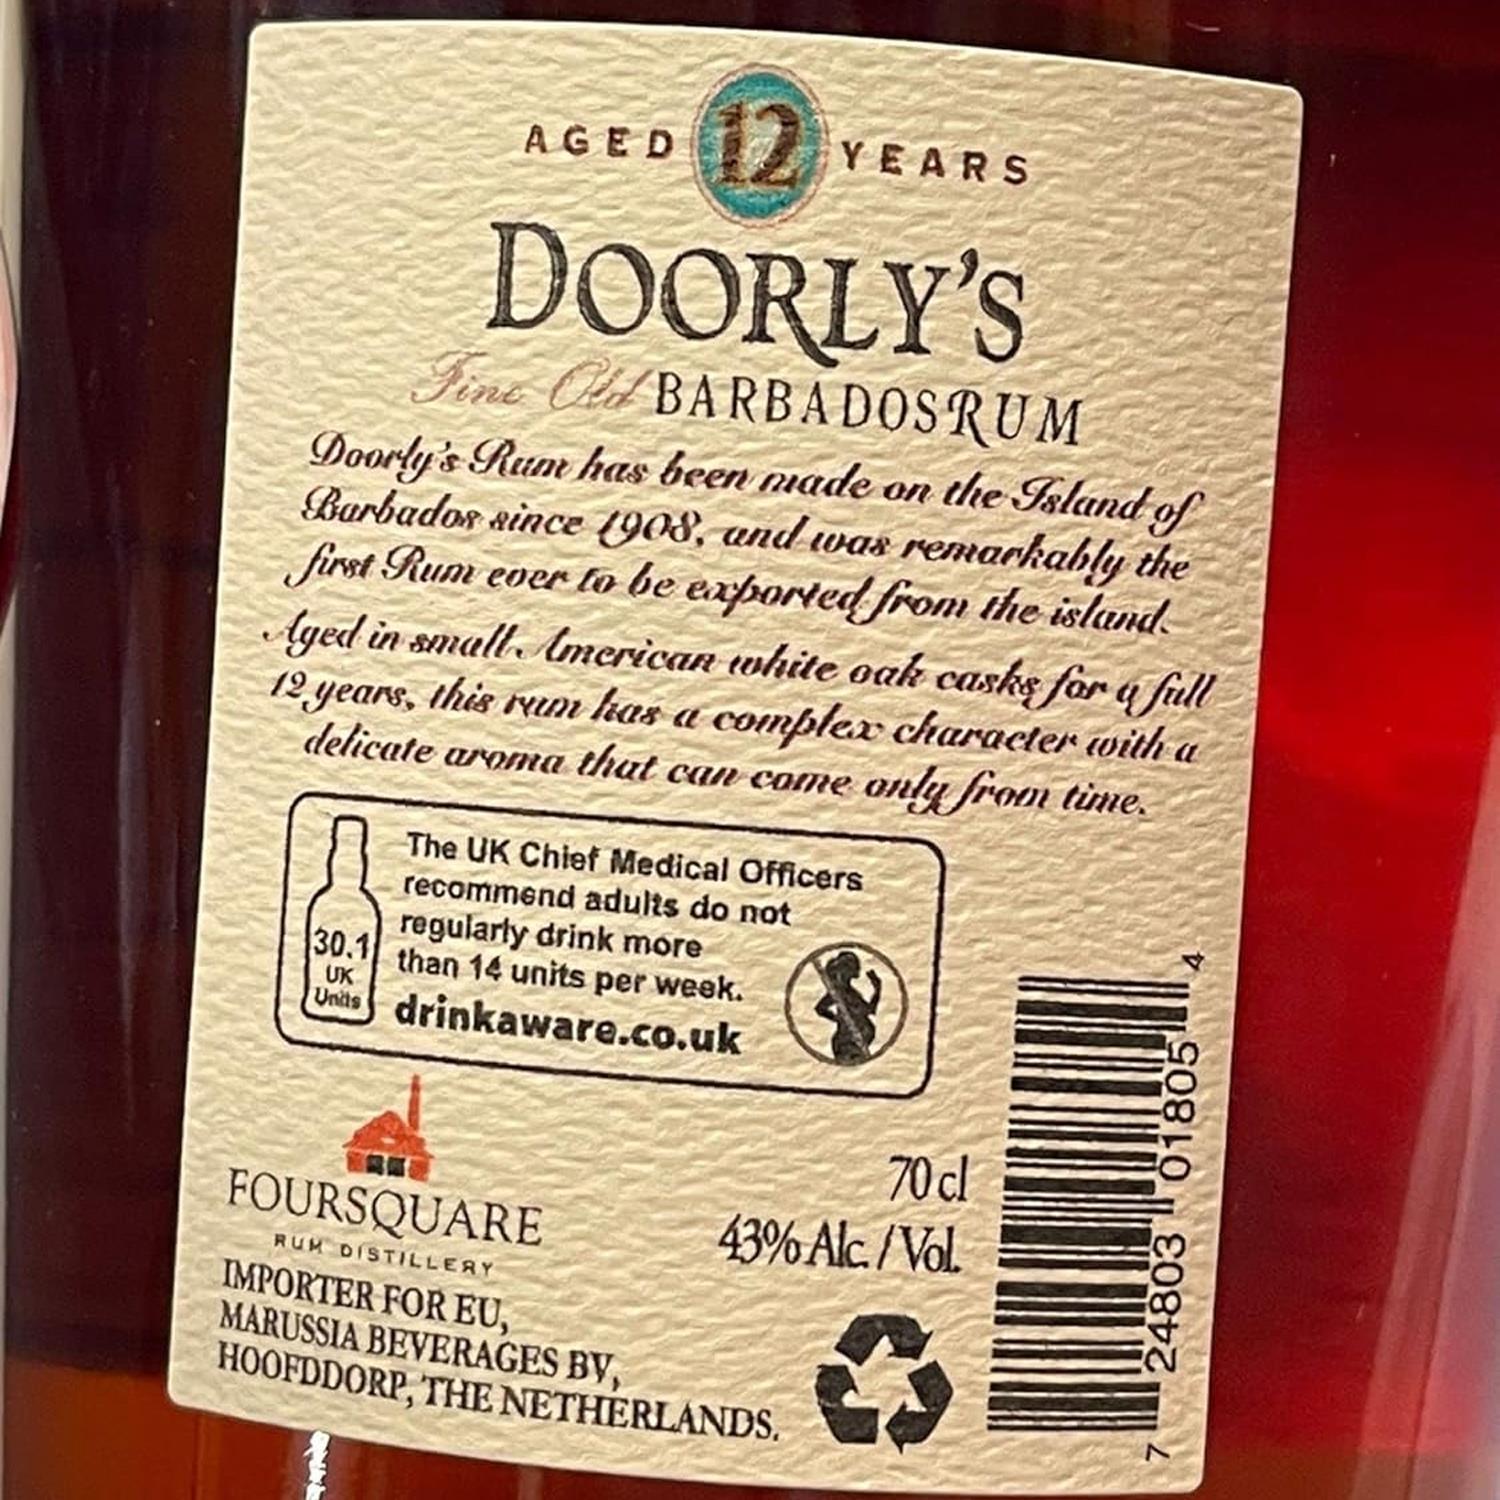 AGED 12 YEARS
DOORLY'S
Fine Old BARBADOS RUM
Doorly's Rum has been made on the Island of
Barbados since 1908, and was remarkably the
first Rum ever to be exported from the island.
Aged in small American white oak casks for a full
12 years, this rum has a complex character with a
delicate aroma that can come only from time.
The UK Chief Medical Officers
recommend adults do not
regularly drink more
than 14 units per week.
drinkaware.co.uk
30.1
UK
Units
FOURSQUARE
RUM DISTILLERY
IMPORTER FOR EU,
MARUSSIA BEVERAGES BV,
HOOFDDORP, THE NETHERLANDS.
70 cl
43% Alc. / Vol.
7 24803 01805 4